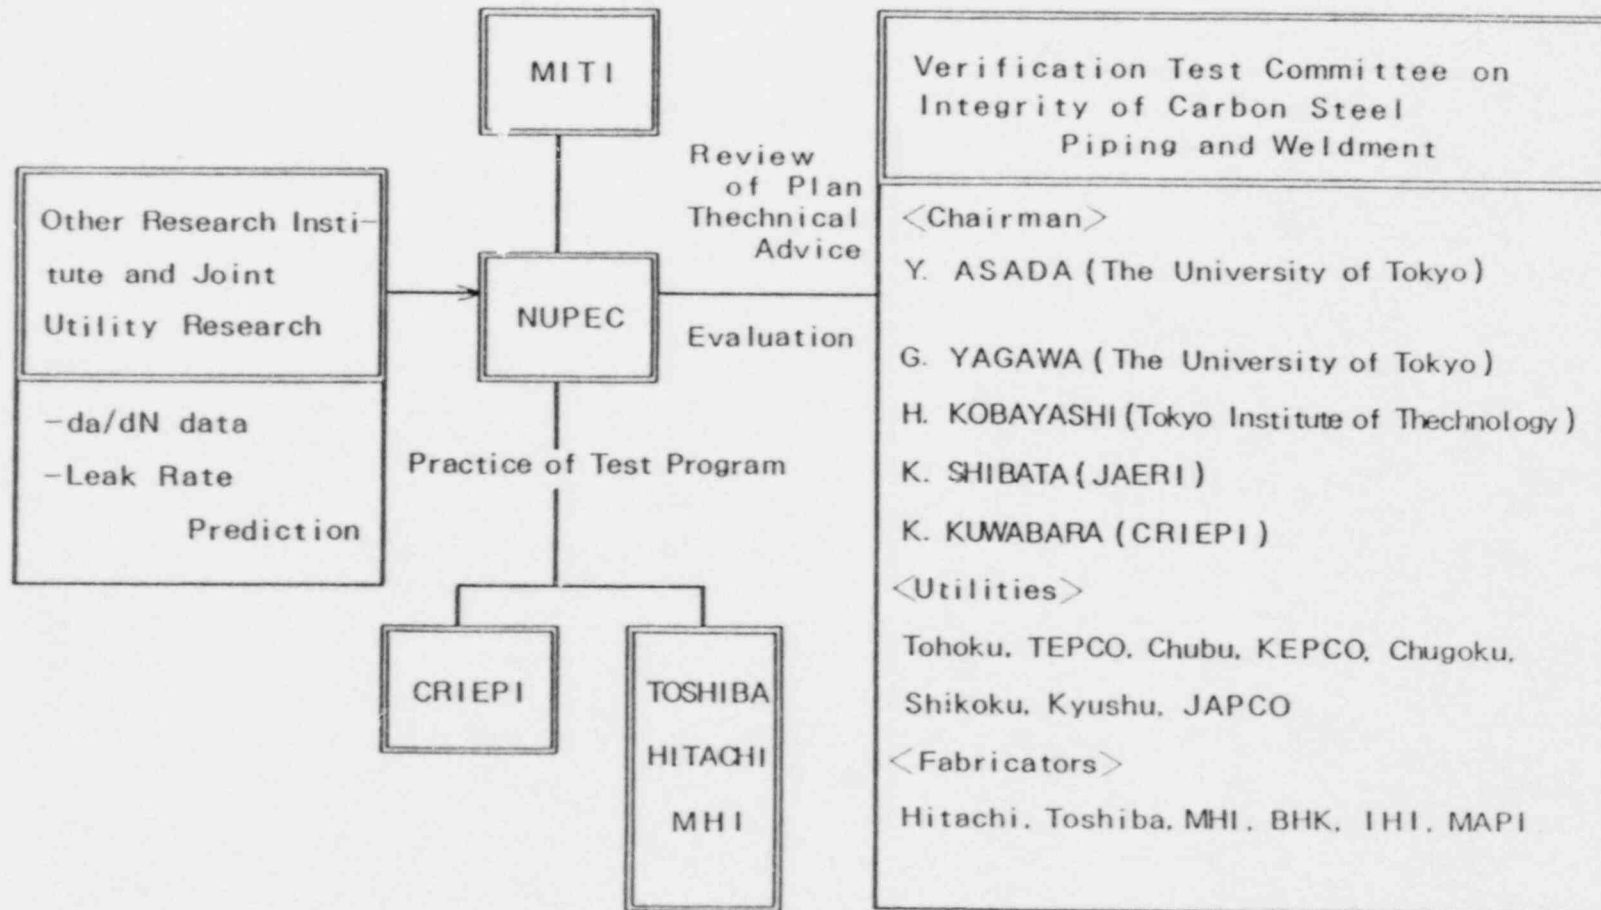 MITI
Other Research Insti-
tute and Joint
Utility Research
-da/dN data
-Leak Rate
Prediction
NUPEC
Review
of Plan
Thechnical
Advice
Evaluation
Practice of Test Program
CRIEPI
TOSHIBA
HITACHI
MHI
Verification Test Committee on
Integrity of Carbon Steel
Piping and Weldment
<Chairman>
Y. ASADA (The University of Tokyo)
G. YAGAWA (The University of Tokyo)
H. KOBAYASHI (Tokyo Institute of Thechnology)
K. SHIBATA (JAERI)
K. KUWABARA (CRIEPI)
<Utilities>
Tohoku, TEPCO, Chubu, KEPCO, Chugoku,
Shikoku, Kyushu, JAPCO
<Fabricators>
Hitachi, Toshiba, MHI, BHK, IHI, MAPI